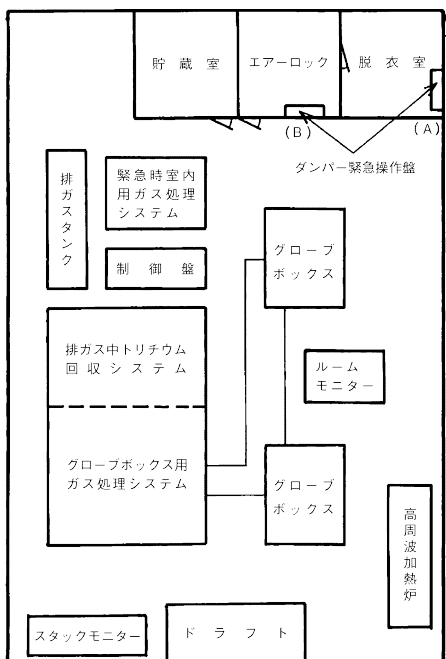 貯蔵室
エアーロック
脱衣室
(B)
(A)
ダンパー緊急操作盤
排ガスタンク
緊急時室内
用ガス処理
システム
制御盤
グローブ
ボックス
排ガス中トリチウム
回収システム
ルーム
モニター
グローブボックス用
ガス処理システム
グローブ
ボックス
高周波加熱炉
スタックモニター
ドラフト